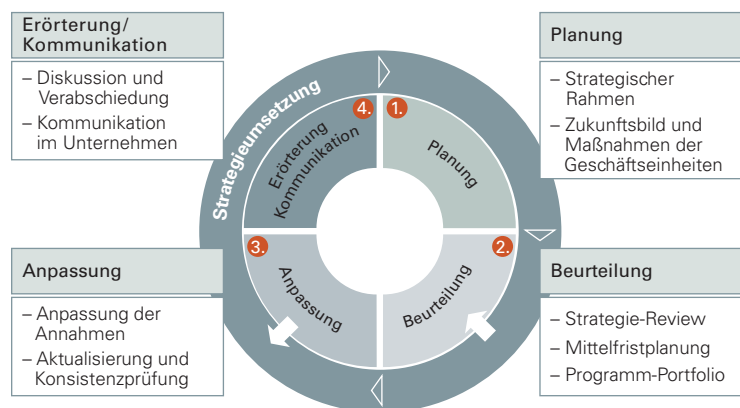 Erörterung/
Kommunikation
– Diskussion und
Verabschiedung
– Kommunikation
im Unternehmen
Planung
– Strategischer
Rahmen
– Zukunftsbild und
Maßnahmen der
Geschäftseinheiten
Strategieumsetzung
4.
1.
Erörterung
Kommunikation
Planung
3.
2.
Anpassung
Beurteilung
Anpassung
– Anpassung der
Annahmen
– Aktualisierung und
Konsistenzprüfung
Beurteilung
– Strategie-Review
– Mittelfristplanung
– Programm-Portfolio